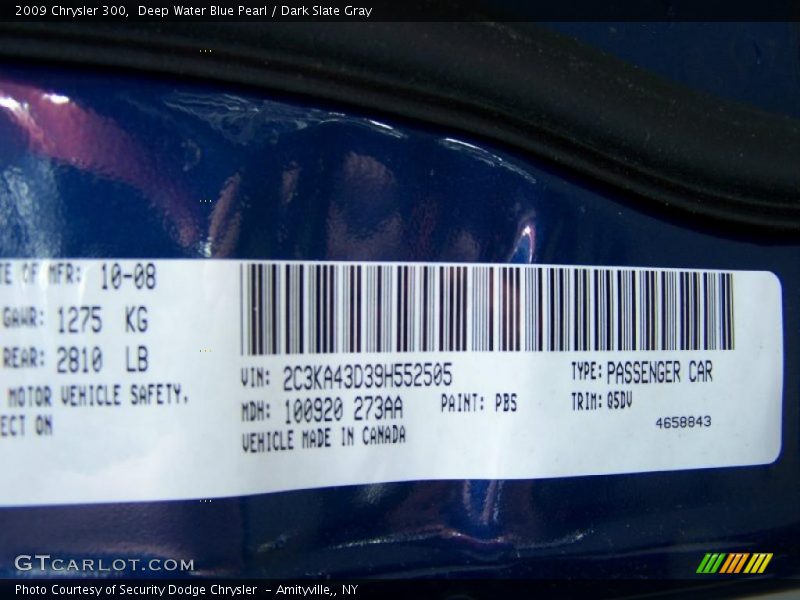 2009 Chrysler 300,  Deep Water Blue Pearl / Dark Slate Gray
TE OF MFR: 10-08
GAWR: 1275 KG
REAR: 2810 LB
MOTOR VEHICLE SAFETY.
ECT ON
VIN: 2C3KA43D39H552505
TYPE: PASSENGER CAR
MDH: 100920 273AA
PAINT: PBS
TRIM: Q5DV
VEHICLE MADE IN CANADA
4658843
GTCARLOT.COM
Photo Courtesy of Security Dodge Chrysler  - Amityville,, NY